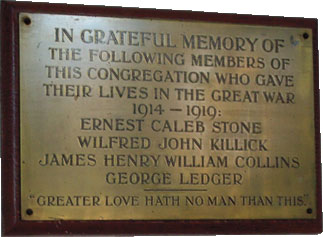 IN GRATEFUL MEMORY OF
THE FOLLOWING MEMBERS OF
THIS CONGREGATION WHO GAVE
THEIR LIVES IN THE GREAT WAR
1914 — 1919:
ERNEST CALEB STONE
WILFRED JOHN KILLICK
JAMES HENRY WILLIAM COLLINS
GEORGE LEDGER
"GREATER LOVE HATH NO MAN THAN THIS."